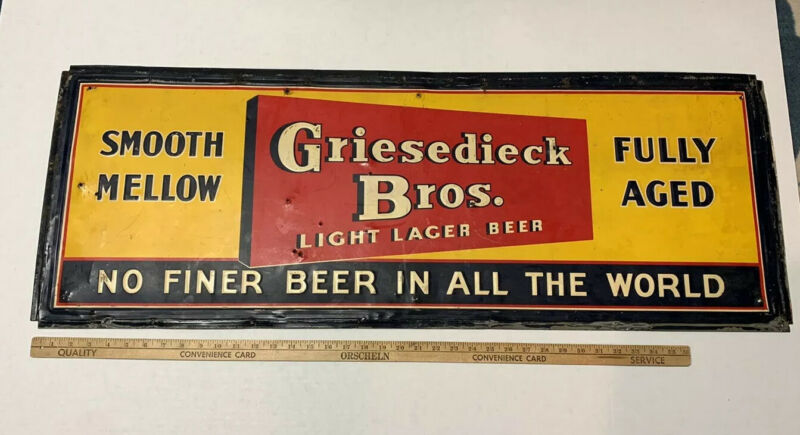 SMOOTH
MELLOW
Griesedieck
Bros.
LIGHT LAGER BEER
FULLY
AGED
NO FINER BEER IN ALL THE WORLD
QUALITY CONVENIENCE CARD ORSCHELN CONVENIENCE CARD SERVICE